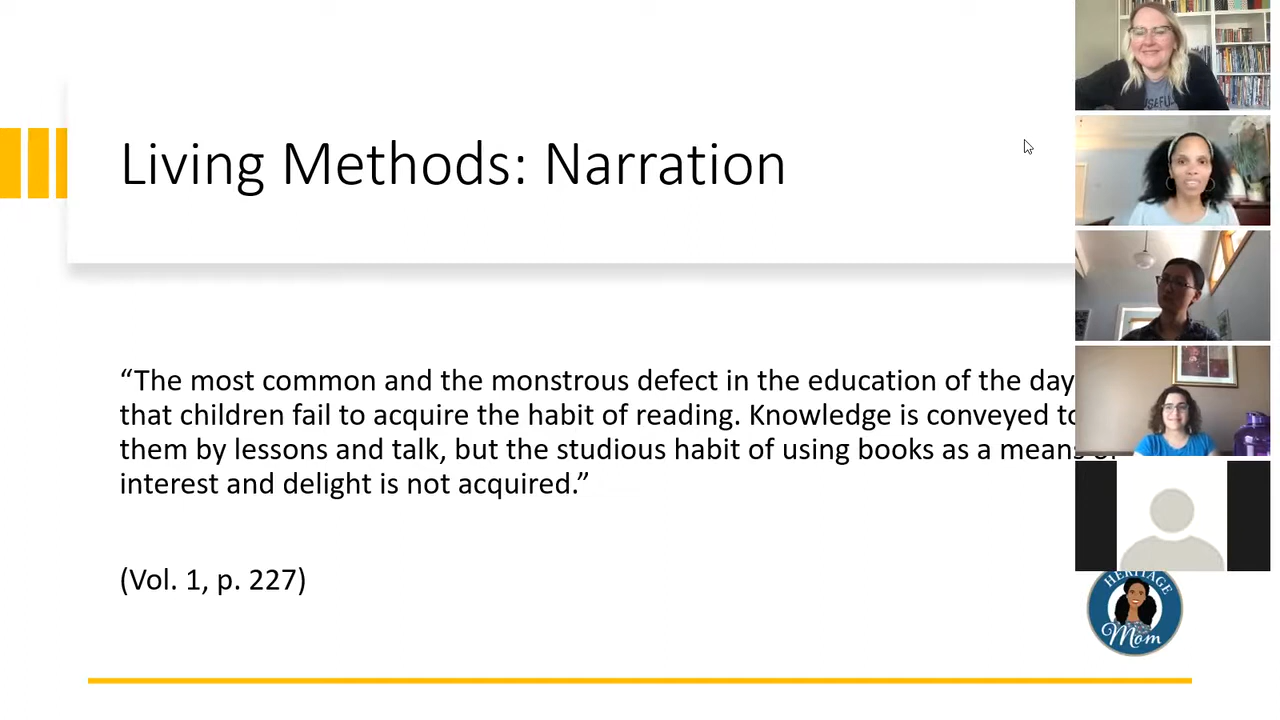 Living Methods: Narration
“The most common and the monstrous defect in the education of the day
that children fail to acquire the habit of reading. Knowledge is conveyed to
them by lessons and talk, but the studious habit of using books as a means of
interest and delight is not acquired.”
(Vol. 1, p. 227)
HERITAGE
Mom